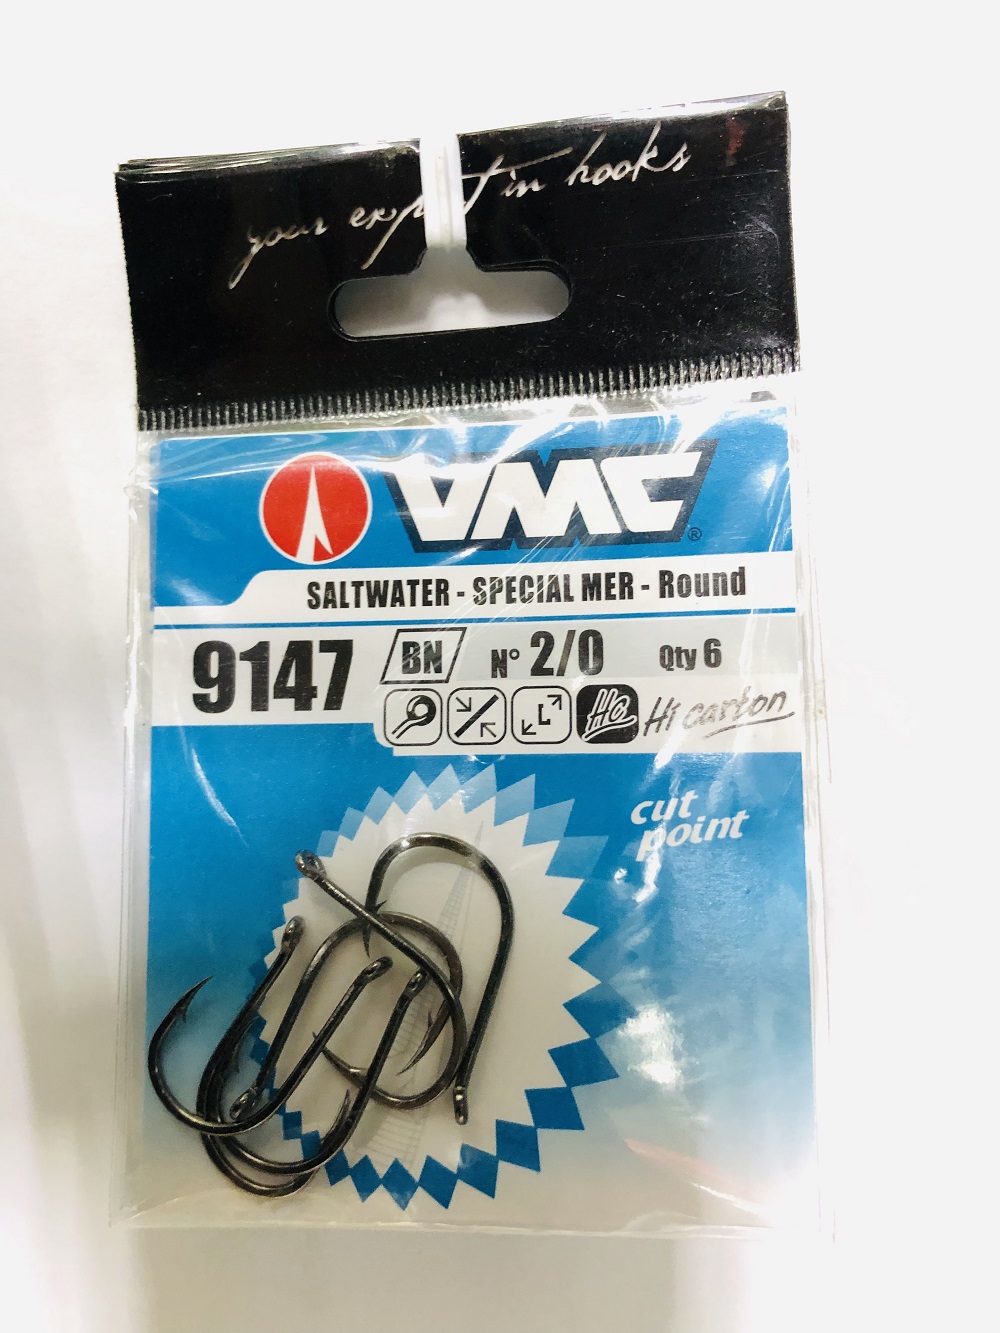 your expert in hooks
VMC®
SALTWATER - SPECIAL MER - Round
9147 BN N° 2/0 Qty 6
L HC Hi carbon
cut
point